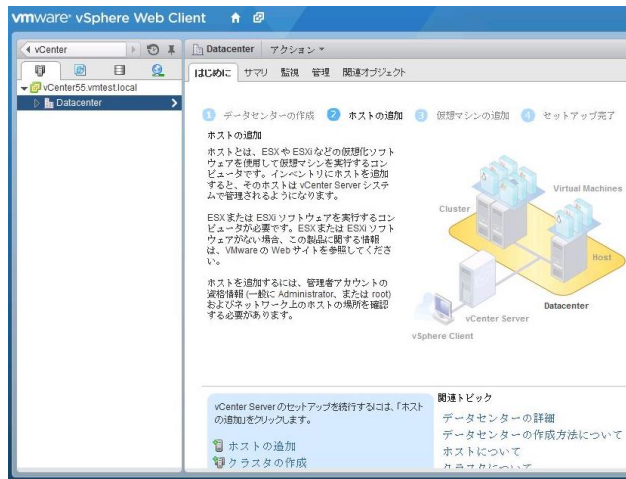 vmware® vSphere Web Client
vCenter
Datacenter アクション
はじめに サマリ 監視 管理 関連オブジェクト
vCenter55.vmtest.local
Datacenter
1 データセンターの作成 2 ホストの追加 3 仮想マシンの追加 4 セットアップ完了
ホストの追加
ホストとは、ESX や ESXi などの仮想化ソフト
ウェアを使用して仮想マシンを実行するコン
ピュータです。インベントリにホストを追加
すると、そのホストは vCenter Server システ
ムで管理されるようになります。
ESX または ESXi ソフトウェアを実行するコン
ピュータが必要です。ESX または ESXi ソフト
ウェアがない場合、この製品に関する情報
は、VMware の Web サイトを参照してくださ
い。
ホストを追加するには、管理者アカウントの
資格情報 (一般に Administrator、または root)
およびネットワーク上のホストの場所を確認
する必要があります。
Virtual Machines
Cluster
Host
Datacenter
vCenter Server
vSphere Client
vCenter Server のセットアップを続行するには、「ホスト
の追加」をクリックします。
ホストの追加
クラスタの作成
関連トピック
データセンターの詳細
データセンターの作成方法について
ホストについて
クラスタについて